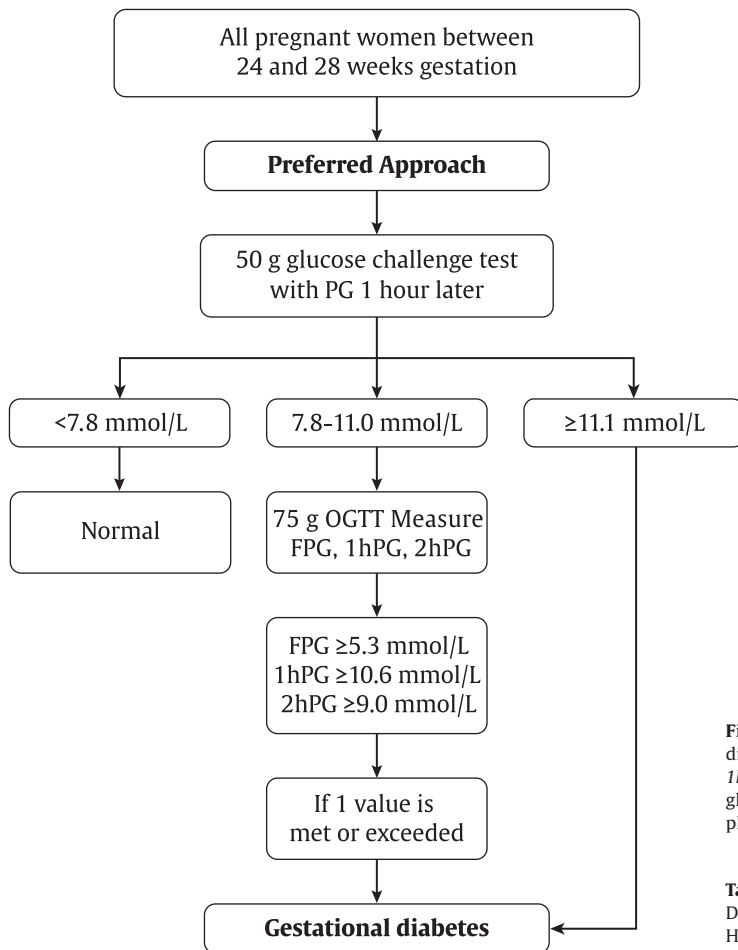 All pregnant women between
24 and 28 weeks gestation
Preferred Approach
50 g glucose challenge test
with PG 1 hour later
<7.8 mmol/L
7.8–11.0 mmol/L
≥11.1 mmol/L
Normal
75 g OGTT Measure
FPG, 1hPG, 2hPG
FPG ≥5.3 mmol/L
1hPG ≥10.6 mmol/L
2hPG ≥9.0 mmol/L
If 1 value is
met or exceeded
Gestational diabetes